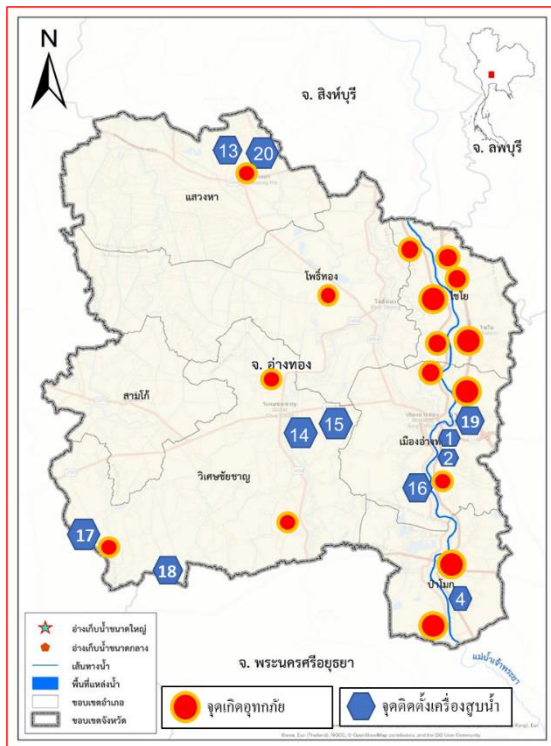 N
จ. สิงห์บุรี
จ. ลพบุรี
13
20
แสวงหา
โพธิ์ทอง
ไชโย
จ. อ่างทอง
สามโก้
19
14
15
1
2
16
วิเศษชัยชาญ
17
18
ป่าโมก
4
แม่น้ำเจ้าพระยา
จ. พระนครศรีอยุธยา
อ่างเก็บน้ำขนาดใหญ่
อ่างเก็บน้ำขนาดกลาง
เส้นทางน้ำ
พื้นที่แหล่งน้ำ
ขอบเขตอำเภอ
ขอบเขตจังหวัด
จุดเกิดอุทกภัย
จุดติดตั้งเครื่องสูบน้ำ